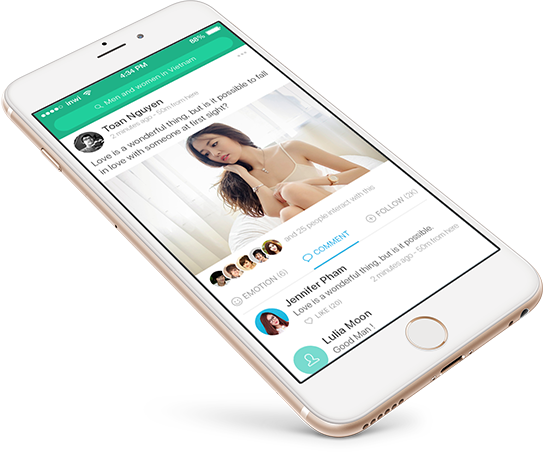 inwi
4:34 PM
88%
Men and women in Vietnam
Toan Nguyen
2 minutes ago - 50m from here
Love is a wonderful thing, but is it possible to fall
in love with someone at first sight?
and 25 people interact with this
EMOTION (6)
COMMENT
FOLLOW (2K)
Jennifer Pham
2 minutes ago - 50m from here
Love is a wonderful thing, but is it possible.
LIKE (20)
Lulia Moon
Good Man !